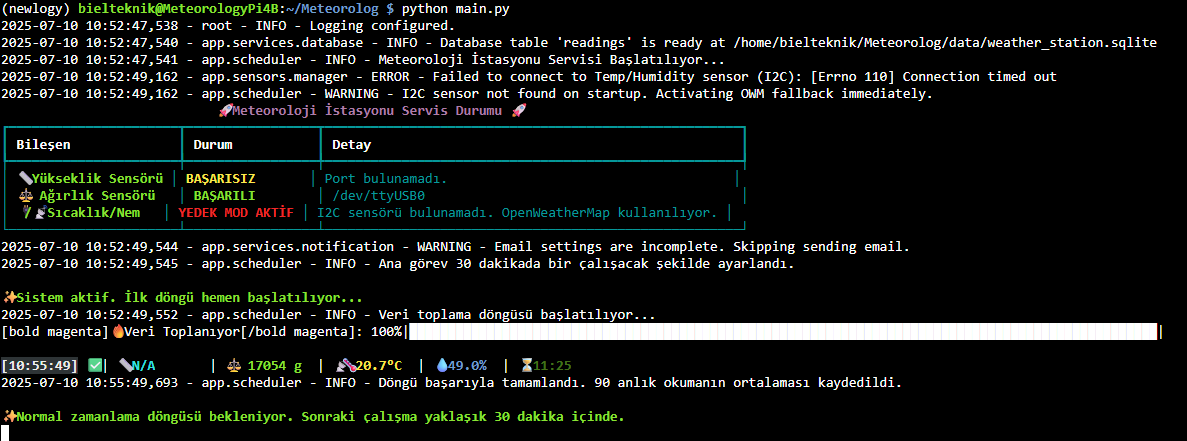 (newlogy) bielteknik@MeteorologyPi4B:~/Meteorolog $ python main.py
2025-07-10 10:52:47,538 - root - INFO - Logging configured.
2025-07-10 10:52:47,540 - app.services.database - INFO - Database table 'readings' is ready at /home/bielteknik/Meteorolog/data/weather_station.sqlite
2025-07-10 10:52:47,541 - app.scheduler - INFO - Meteoroloji İstasyonu Servisi Başlatılıyor...
2025-07-10 10:52:49,162 - app.sensors.manager - ERROR - Failed to connect to Temp/Humidity sensor (I2C): [Errno 110] Connection timed out
2025-07-10 10:52:49,162 - app.scheduler - WARNING - I2C sensor not found on startup. Activating OWM fallback immediately.
🚀Meteoroloji İstasyonu Servis Durumu 🚀
Bileşen │ Durum │ Detay
📏Yükseklik Sensörü │ BAŞARISIZ │ Port bulunamadı. │
⚖️ Ağırlık Sensörü │ BAŞARILI │ /dev/ttyUSB0 │
📡Sıcaklık/Nem │ YEDEK MOD AKTİF │ I2C sensörü bulunamadı. OpenWeatherMap kullanılıyor. │
2025-07-10 10:52:49,544 - app.services.notification - WARNING - Email settings are incomplete. Skipping sending email.
2025-07-10 10:52:49,545 - app.scheduler - INFO - Ana görev 30 dakikada bir çalışacak şekilde ayarlandı.
✨Sistem aktif. İlk döngü hemen başlatılıyor...
2025-07-10 10:52:49,552 - app.scheduler - INFO - Veri toplama döngüsü başlatılıyor...
[bold magenta]🔥Veri Toplanıyor[/bold magenta]: 100%|
[10:55:49] ✅| 📏N/A | ⚖️ 17054 g | 📡🌡️20.7°C | 💧49.0% | ⏳11:25
2025-07-10 10:55:49,693 - app.scheduler - INFO - Döngü başarıyla tamamlandı. 90 anlık okumanın ortalaması kaydedildi.
✨Normal zamanlama döngüsü bekleniyor. Sonraki çalışma yaklaşık 30 dakika içinde.